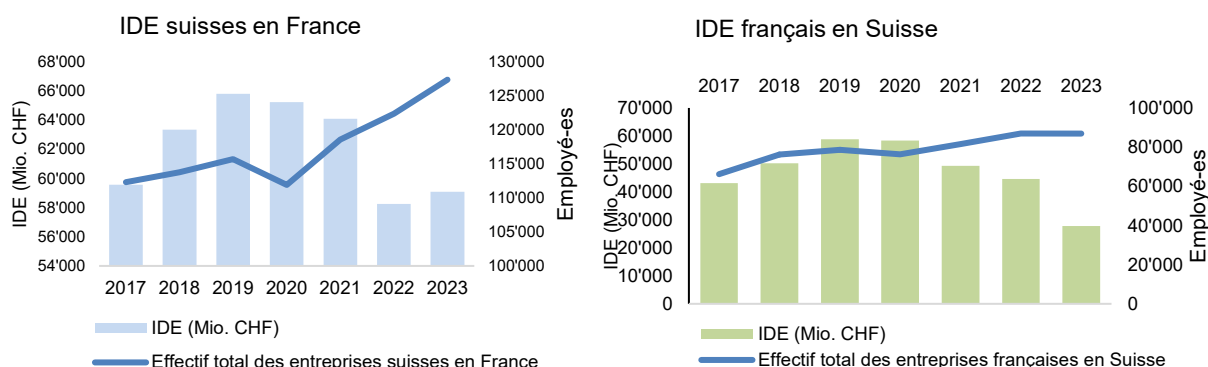 IDE suisses en France
68'000
66'000
64'000
62'000
60'000
58'000
56'000
54'000
IDE (Mio. CHF)
130'000
125'000
120'000
115'000
110'000
105'000
100'000
Employé-es
2017 2018 2019 2020 2021 2022 2023
IDE (Mio. CHF)
Effectif total des entreprises suisses en France
IDE français en Suisse
2017 2018 2019 2020 2021 2022 2023
70'000
60'000
50'000
40'000
30'000
20'000
10'000
0
IDE (Mio. CHF)
100'000
80'000
60'000
40'000
20'000
0
Employé-es
IDE (Mio. CHF)
Effectif total des entreprises françaises en Suisse